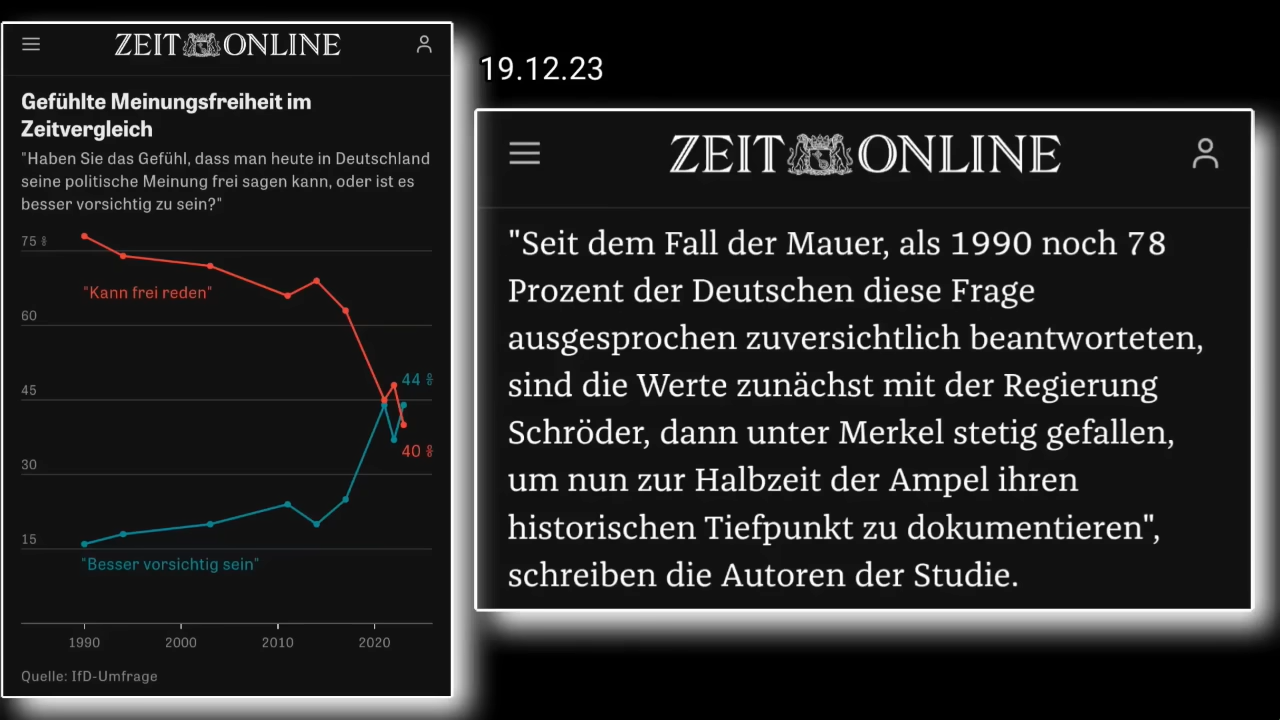 ZEIT ONLINE
Gefühlte Meinungsfreiheit im
Zeitvergleich
"Haben Sie das Gefühl, dass man heute in Deutschland
seine politische Meinung frei sagen kann, oder ist es
besser vorsichtig zu sein?"
75 %
"Kann frei reden"
60
44 %
45
40 %
30
15
"Besser vorsichtig sein"
1990 2000 2010 2020
Quelle: IfD-Umfrage
19.12.23
ZEIT ONLINE
"Seit dem Fall der Mauer, als 1990 noch 78
Prozent der Deutschen diese Frage
ausgesprochen zuversichtlich beantworteten,
sind die Werte zunächst mit der Regierung
Schröder, dann unter Merkel stetig gefallen,
um nun zur Halbzeit der Ampel ihren
historischen Tiefpunkt zu dokumentieren",
schreiben die Autoren der Studie.